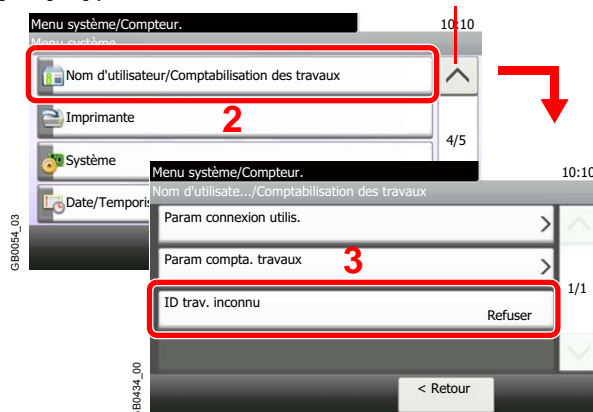 Menu système/Compteur.
10:10
Menu système
Nom d'utilisateur/Comptabilisation des travaux
Imprimante
2
4/5
Système
Date/Temporis
GB0054_03
Menu système/Compteur.
10:10
Nom d'utilisate.../Comptabilisation des travaux
Param connexion utilis.
Param compta. travaux
3
1/1
ID trav. inconnu
Refuser
< Retour
GB0434_00